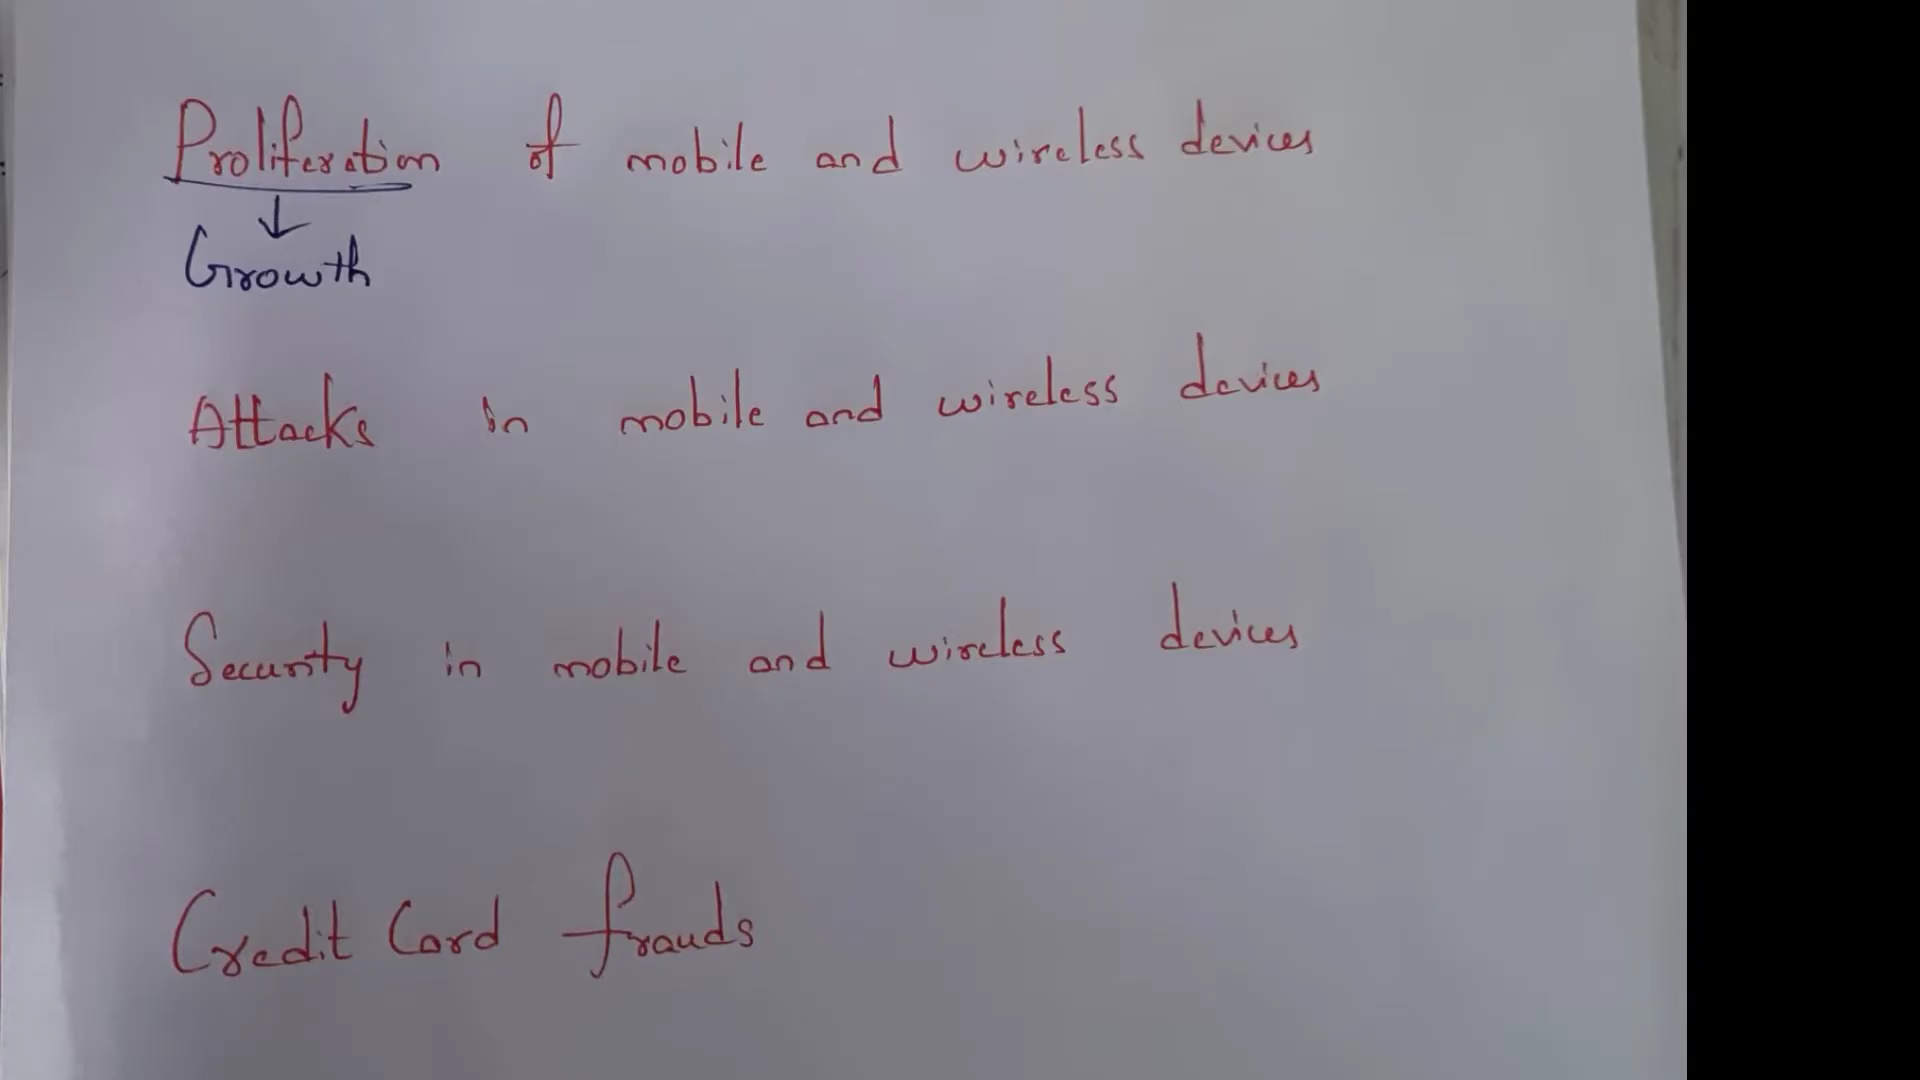 Proliferation of mobile and wireless devices
↓
Growth
Attacks in mobile and wireless devices
Security in mobile and wireless devices
Credit Card frauds